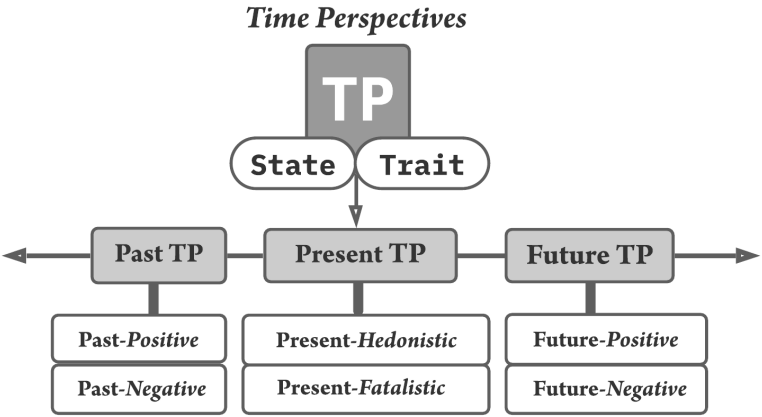 Time Perspectives
TP
State Trait
Past TP Present TP Future TP
Past-Positive Present-Hedonistic Future-Positive
Past-Negative Present-Fatalistic Future-Negative